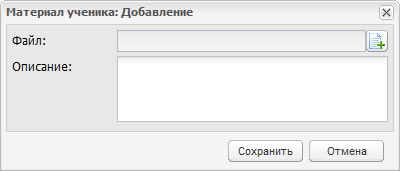 Материал ученика: Добавление
Файл:
Описание:
Сохранить Отмена